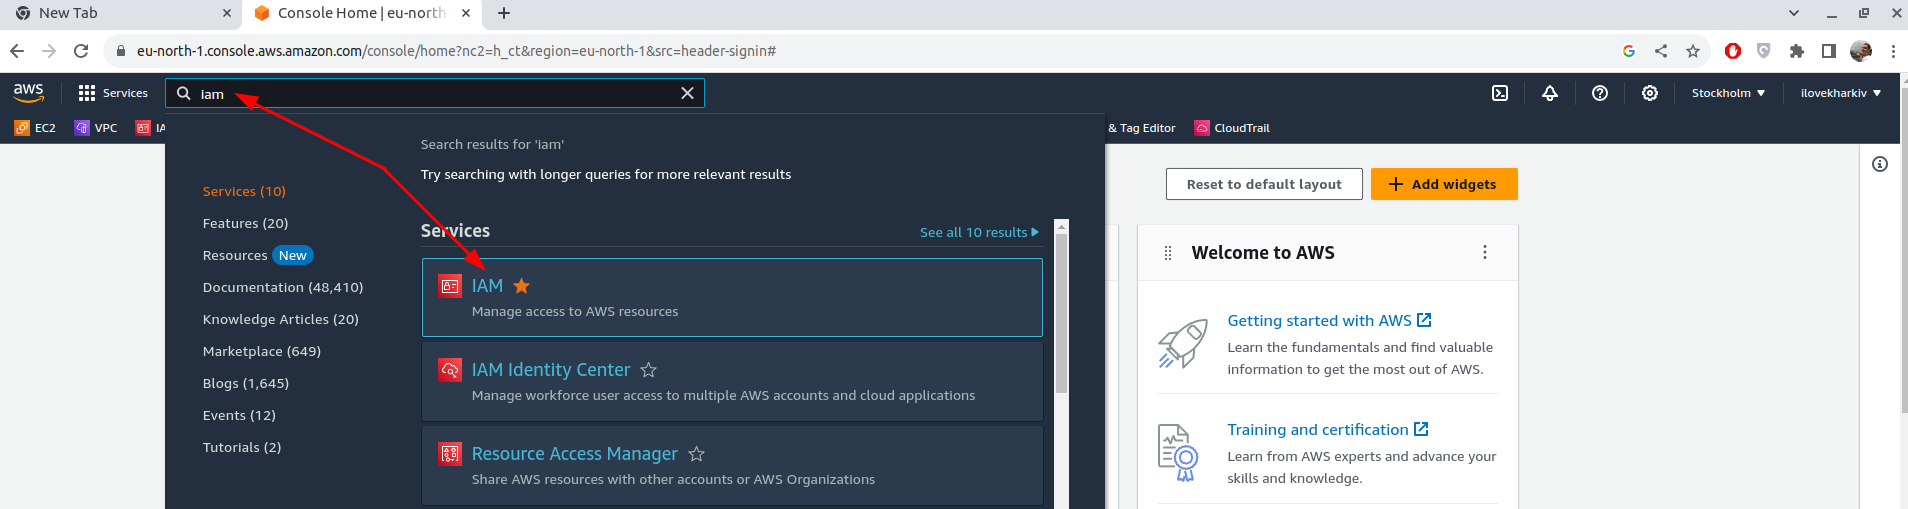 New Tab
Console Home | eu-north
eu-north-1.console.aws.amazon.com/console/home?nc2=h_ct&region=eu-north-1&src=header-signin#
aws
Services
iam
Stockholm
ilovekharkiv
EC2
VPC
IA
& Tag Editor
CloudTrail
Search results for 'iam'
Try searching with longer queries for more relevant results
Services (10)
Features (20)
Resources New
Documentation (48,410)
Knowledge Articles (20)
Marketplace (649)
Blogs (1,645)
Events (12)
Tutorials (2)
Services
See all 10 results
IAM
Manage access to AWS resources
IAM Identity Center
Manage workforce user access to multiple AWS accounts and cloud applications
Resource Access Manager
Share AWS resources with other accounts or AWS Organizations
Reset to default layout
Add widgets
Welcome to AWS
Getting started with AWS
Learn the fundamentals and find valuable
information to get the most out of AWS.
Training and certification
Learn from AWS experts and advance your
skills and knowledge.